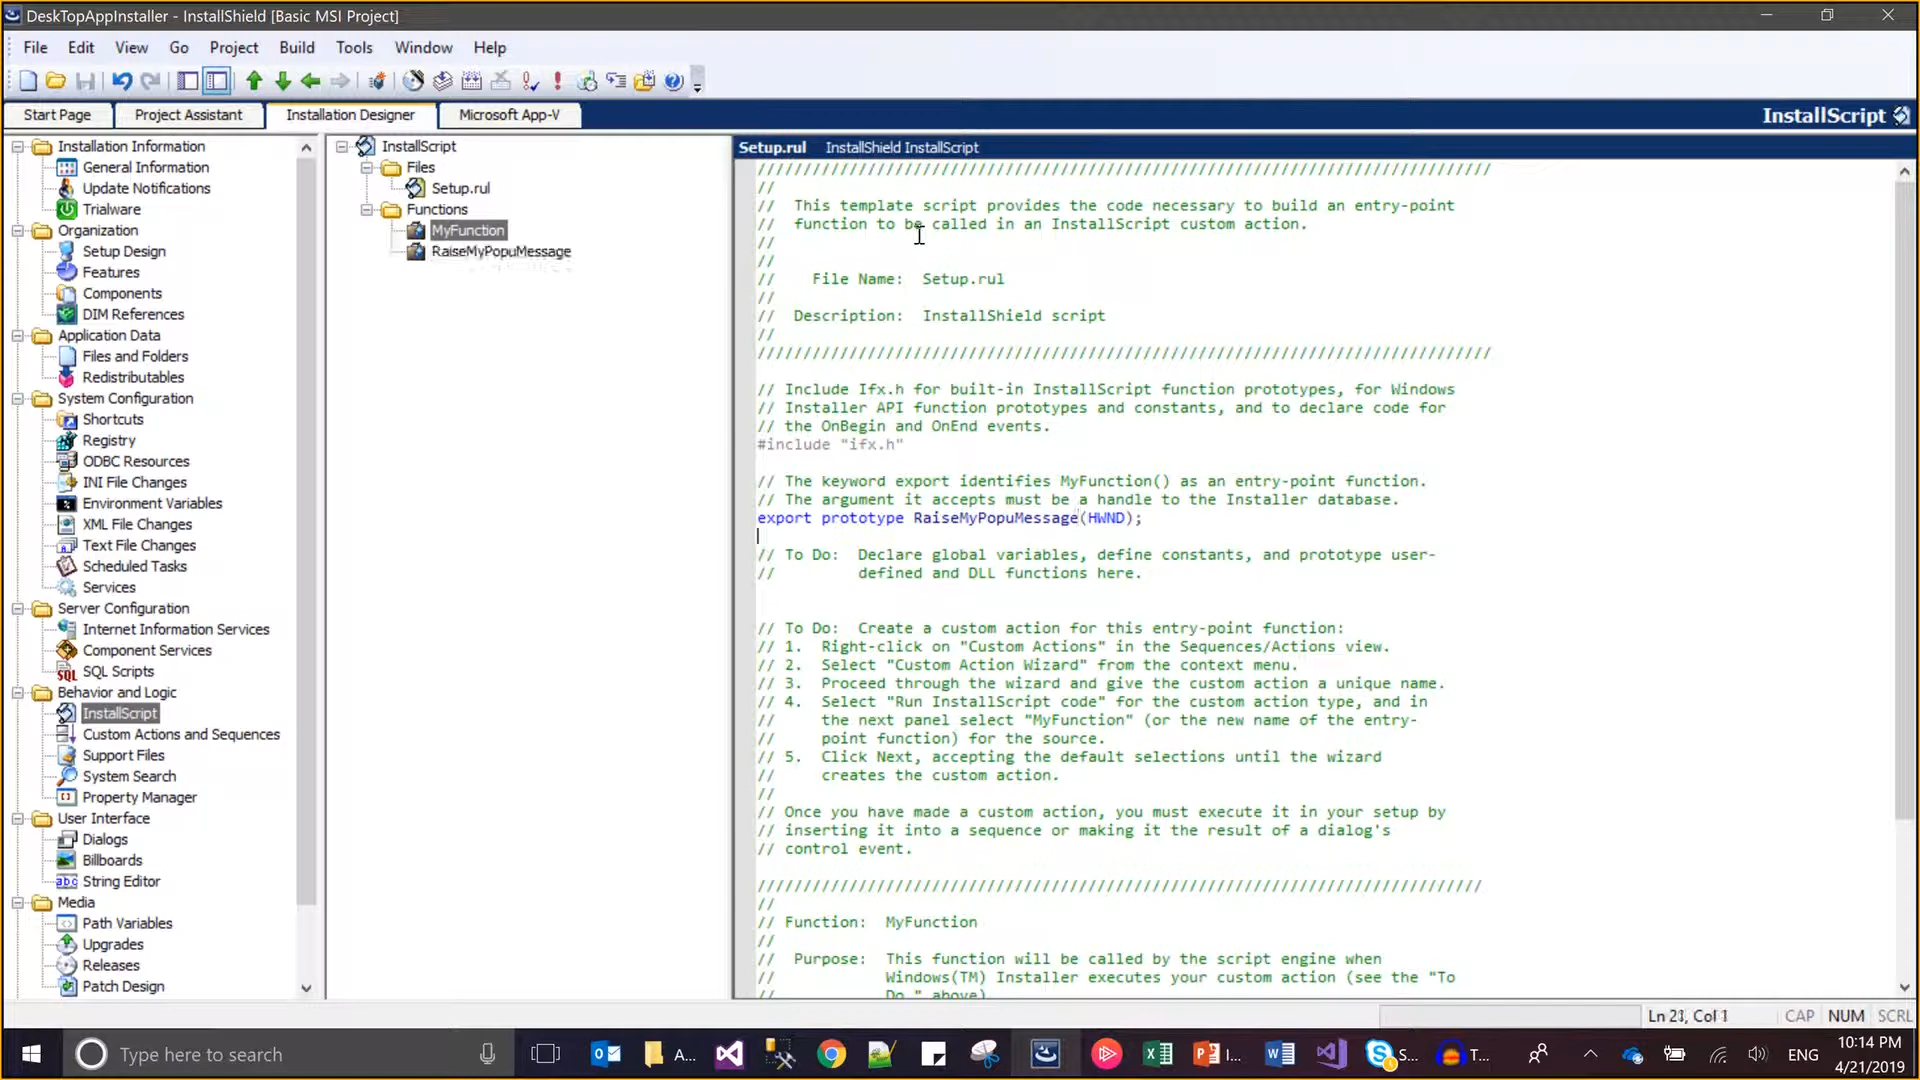 DeskTopAppInstaller - InstallShield [Basic MSI Project]
File Edit View Go Project Build Tools Window Help
Start Page Project Assistant Installation Designer Microsoft App-V InstallScript
Installation Information
General Information
Update Notifications
Trialware
Organization
Setup Design
Features
Components
DIM References
Application Data
Files and Folders
Redistributables
System Configuration
Shortcuts
Registry
ODBC Resources
INI File Changes
Environment Variables
XML File Changes
Text File Changes
Scheduled Tasks
Services
Server Configuration
Internet Information Services
Component Services
SQL Scripts
Behavior and Logic
InstallScript
Custom Actions and Sequences
Support Files
System Search
Property Manager
User Interface
Dialogs
Billboards
String Editor
Media
Path Variables
Upgrades
Releases
Patch Design
InstallScript
Files
Setup.rul
Functions
MyFunction
RaiseMyPopuMessage
Setup.rul InstallShield InstallScript
////////////////////////////////////////////////////////////////////////////////
//
// This template script provides the code necessary to build an entry-point
// function to be called in an InstallScript custom action.
//
//
// File Name: Setup.rul
//
// Description: InstallShield script
//
////////////////////////////////////////////////////////////////////////////////
// Include Ifx.h for built-in InstallScript function prototypes, for Windows
// Installer API function prototypes and constants, and to declare code for
// the OnBegin and OnEnd events.
#include "ifx.h"
// The keyword export identifies MyFunction() as an entry-point function.
// The argument it accepts must be a handle to the Installer database.
export prototype RaiseMyPopuMessage(HWND);
// To Do: Declare global variables, define constants, and prototype user-
// defined and DLL functions here.
// To Do: Create a custom action for this entry-point function:
// 1. Right-click on "Custom Actions" in the Sequences/Actions view.
// 2. Select "Custom Action Wizard" from the context menu.
// 3. Proceed through the wizard and give the custom action a unique name.
// 4. Select "Run InstallScript code" for the custom action type, and in
// the next panel select "MyFunction" (or the new name of the entry-
// point function) for the source.
// 5. Click Next, accepting the default selections until the wizard
// creates the custom action.
//
// Once you have made a custom action, you must execute it in your setup by
// inserting it into a sequence or making it the result of a dialog's
// control event.
///////////////////////////////////////////////////////////////////////////////
//
// Function: MyFunction
//
// Purpose: This function will be called by the script engine when
// Windows(TM) Installer executes your custom action (see the "To
// Do," above).
Ln 21, Col 1 CAP NUM SCRL
Type here to search
A... I... S... T... ENG
10:14 PM
4/21/2019